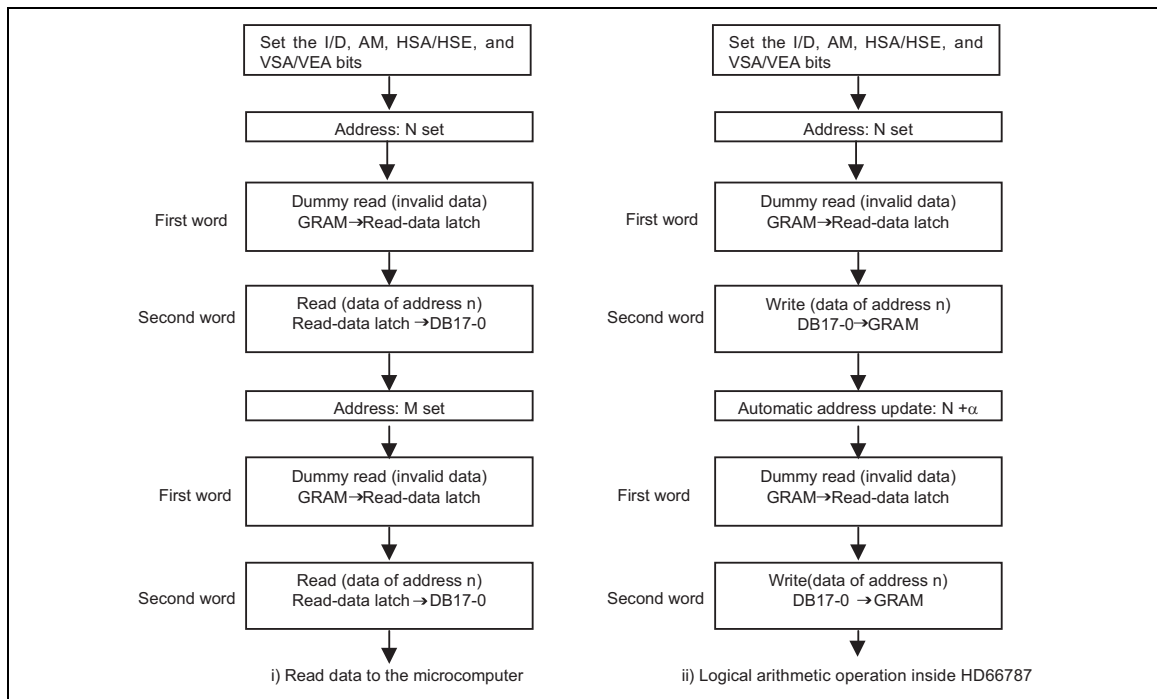 Set the I/D, AM, HSA/HSE, and
VSA/VEA bits
Address: N set
First word
Dummy read (invalid data)
GRAM→Read-data latch
Second word
Read (data of address n)
Read-data latch →DB17-0
Address: M set
First word
Dummy read (invalid data)
GRAM→Read-data latch
Second word
Read (data of address n)
Read-data latch→DB17-0
i) Read data to the microcomputer
Set the I/D, AM, HSA/HSE, and
VSA/VEA bits
Address: N set
First word
Dummy read (invalid data)
GRAM→Read-data latch
Second word
Write (data of address n)
DB17-0→GRAM
Automatic address update: N +α
First word
Dummy read (invalid data)
GRAM→Read-data latch
Second word
Write(data of address n)
DB17-0 →GRAM
ii) Logical arithmetic operation inside HD66787